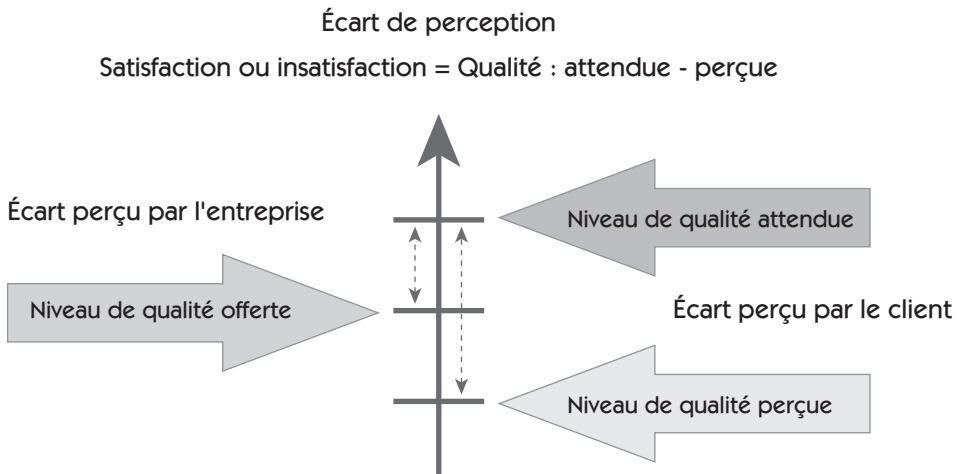 Écart de perception
Satisfaction ou insatisfaction = Qualité : attendue - perçue
Écart perçu par l'entreprise
Niveau de qualité attendue
Niveau de qualité offerte
Écart perçu par le client
Niveau de qualité perçue